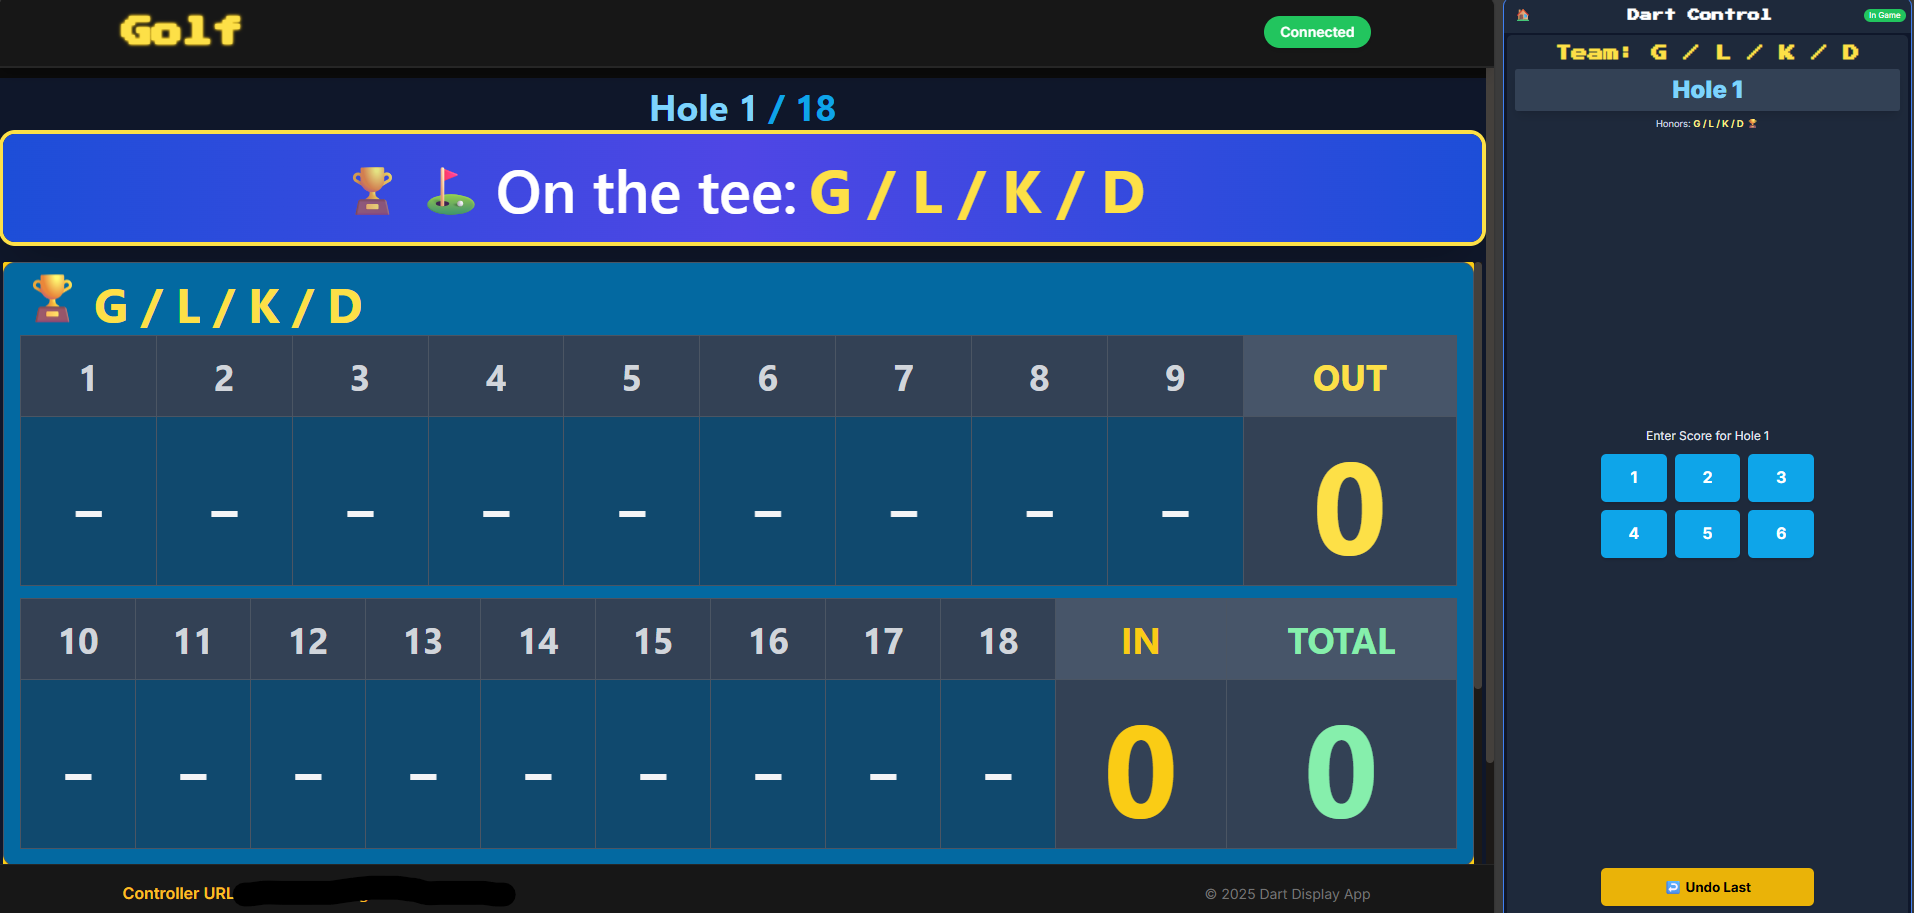 Golf
Connected
Hole 1 / 18
On the tee: G / L / K / D
G / L / K / D
1 2 3 4 5 6 7 8 9 OUT
– – – – – – – – – 0
10 11 12 13 14 15 16 17 18 IN TOTAL
– – – – – – – – – 0 0
Controller URL
© 2025 Dart Display App
Dart Control
In Game
Team: G / L / K / D
Hole 1
Honors: G / L / K / D
Enter Score for Hole 1
1 2 3
4 5 6
Undo Last